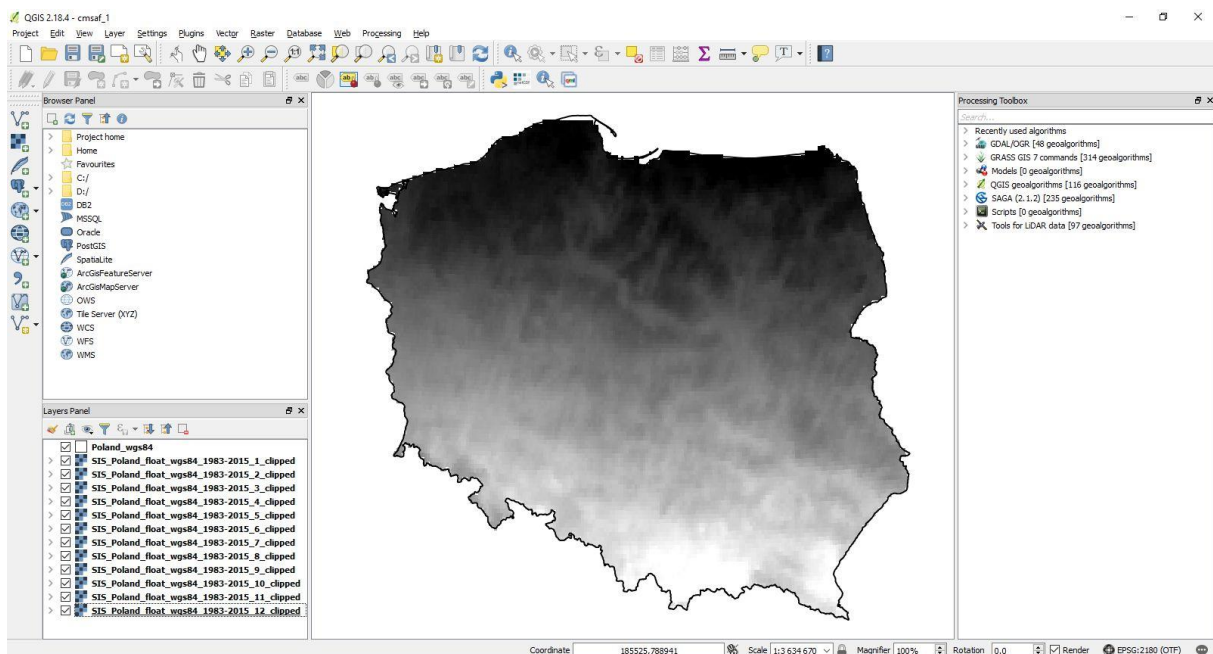 QGIS 2.18.4 - cmsaf_1
Project Edit View Layer Settings Plugins Vector Raster Database Web Processing Help
Browser Panel
Project home
Home
Favourites
C:/
D:/
DB2
MSSQL
Oracle
PostGIS
SpatiaLite
ArcGisFeatureServer
ArcGisMapServer
OWS
Tile Server (XYZ)
WCS
WFS
WMS
Layers Panel
Poland_wgs84
SIS_Poland_float_wgs84_1983-2015_1_clipped
SIS_Poland_float_wgs84_1983-2015_2_clipped
SIS_Poland_float_wgs84_1983-2015_3_clipped
SIS_Poland_float_wgs84_1983-2015_4_clipped
SIS_Poland_float_wgs84_1983-2015_5_clipped
SIS_Poland_float_wgs84_1983-2015_6_clipped
SIS_Poland_float_wgs84_1983-2015_7_clipped
SIS_Poland_float_wgs84_1983-2015_8_clipped
SIS_Poland_float_wgs84_1983-2015_9_clipped
SIS_Poland_float_wgs84_1983-2015_10_clipped
SIS_Poland_float_wgs84_1983-2015_11_clipped
SIS_Poland_float_wgs84_1983-2015_12_clipped
Processing Toolbox
Search...
Recently used algorithms
GDAL/OGR [48 geoalgorithms]
GRASS GIS 7 commands [314 geoalgorithms]
Models [0 geoalgorithms]
QGIS geoalgorithms [116 geoalgorithms]
SAGA (2.1.2) [235 geoalgorithms]
Scripts [0 geoalgorithms]
Tools for LiDAR data [97 geoalgorithms]
Coordinate 185525.788941 Scale 1:3 634 670 Magnifier 100% Rotation 0.0 Render EPSG:2180 (OTF)